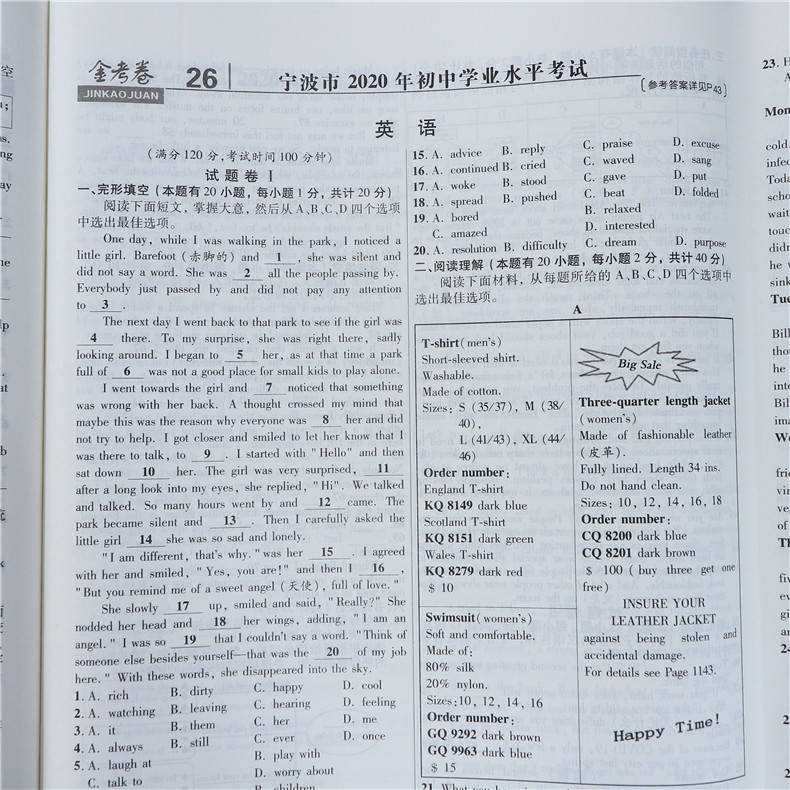 金考卷
JINKAOJUAN
26
宁波市 2020 年初中学业水平考试
(参考答案详见P43)
英 语
(满分 120 分,考试时间 100 分钟)
试 题 卷 Ⅰ
一、完形填空(本题有 20 小题,每小题 1 分,共计 20 分)
阅读下面短文,掌握大意,然后从 A、B、C、D 四个选项
中选出最佳选项。
One day, while I was walking in the park, I noticed a
little girl. Barefoot (赤脚的) and 1 , she was silent and
did not say a word. She was 2 all the people passing by.
Everybody just passed by and did not pay any attention
to 3 .
The next day I went back to that park to see if the girl was
4 there. To my surprise, she was right there, sadly
looking around. I began to 5 her, as at that time a park
full of 6 was not a good place for small kids to play alone.
I went towards the girl and 7 noticed that something
was wrong with her back. A thought crossed my mind that
maybe this was the reason why everyone was 8 her and did
not try to help. I got closer and smiled to let her know that I
was there to talk, to 9 . I started with "Hello" and then
sat down 10 her. The girl was very surprised, 11
after a long look into my eyes, she replied, "Hi". We talked
and talked. So many hours went by and 12 came. The
park became silent and 13 . Then I carefully asked the
little girl 14 she was so sad and lonely.
"I am different, that's why. "was her 15 . I agreed
with her and smiled, "Yes, you are!" and then I 16 ,
"But you remind me of a sweet angel (天使), full of love. "
She slowly 17 up, smiled and said, "Really?" She
nodded her head and 18 her wings, adding, "I am an
angel. " I was so 19 that I couldn't say a word. "Think of
someone else besides yourself—that was the 20 of my job
here. " With these words, she disappeared into the sky.
1. A. rich B. dirty C. happy D. cool
2. A. watching B. leaving C. hearing D. feeling
3. A. it B. them C. her D. me
4. A. always B. still C. ever D. once
5. A. laugh at B. play with
C. talk to D. worry about
B. children
15. A. advice B. reply C. praise D. excuse
16. A. continued B. cried C. waved D. sang
17. A. woke B. stood C. gave D. put
18. A. spread B. pushed C. beat D. folded
19. A. bored B. relaxed
C. amazed D. interested
20. A. resolution B. difficulty C. dream D. purpose
二、阅读理解(本题有 20 小题,每小题 2 分,共计 40 分)
阅读下面材料,从每题所给的 A、B、C、D 四个选项中
选出最佳选项。
A
T-shirt(men's)
Short-sleeved shirt.
Washable.
Made of cotton.
Sizes: S (35/37), M (38/
40),
L (41/43), XL (44/
46)
Order number:
England T-shirt
KQ 8149 dark blue
Scotland T-shirt
KQ 8151 dark green
Wales T-shirt
KQ 8279 dark red
$ 10
Swimsuit(women's)
Soft and comfortable.
Made of:
80% silk
20% nylon.
Sizes:10, 12, 14, 16
Order number:
GQ 9292 dark brown
GQ 9963 dark blue
$ 15
Big Sale
Three-quarter length jacket
(women's)
Made of fashionable leather
(皮革).
Fully lined. Length 34 ins.
Do not hand clean.
Sizes: 10, 12, 14, 16, 18
Order number:
CQ 8200 dark blue
CQ 8201 dark brown
$ 100 ( buy three get one
free)
INSURE YOUR
LEATHER JACKET
against being stolen and
accidental damage.
For details see Page 1143.
Happy Time!